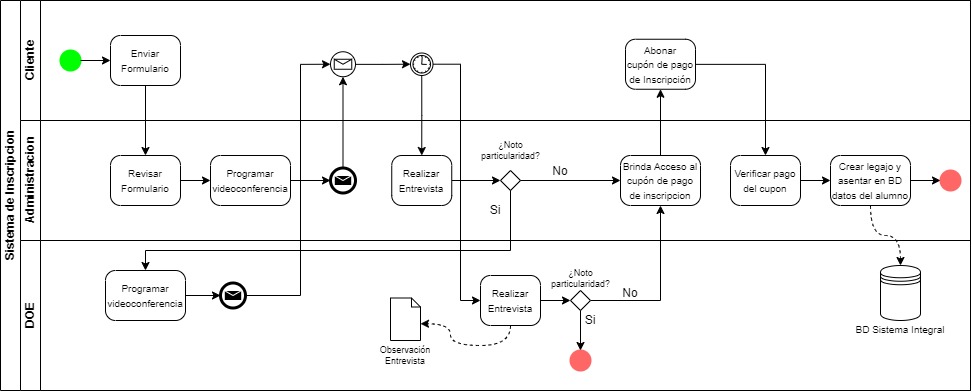 Sistema de Inscripcion
Cliente
Enviar
Formulario
Abonar
cupón de pago
de Inscripción
Administracion
Revisar
Formulario
Programar
videoconferencia
Realizar
Entrevista
¿Noto
particularidad?
No
Si
Brinda Acceso al
cupón de pago
de inscripcion
Verificar pago
del cupon
Crear legajo y
asentar en BD
datos del alumno
DOE
Programar
videoconferencia
Observación
Entrevista
Realizar
Entrevista
¿Noto
particularidad?
No
Si
BD Sistema Integral